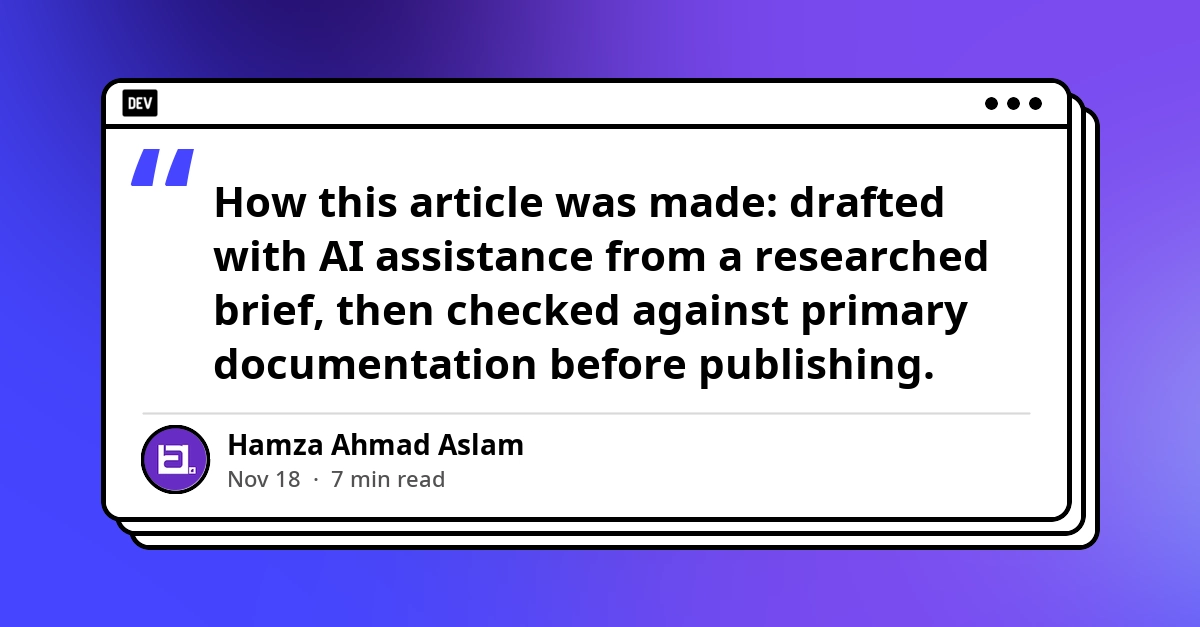 DEV
“
How this article was made: drafted
with AI assistance from a researched
brief, then checked against primary
documentation before publishing.
Hamza Ahmad Aslam
Nov 18 · 7 min read